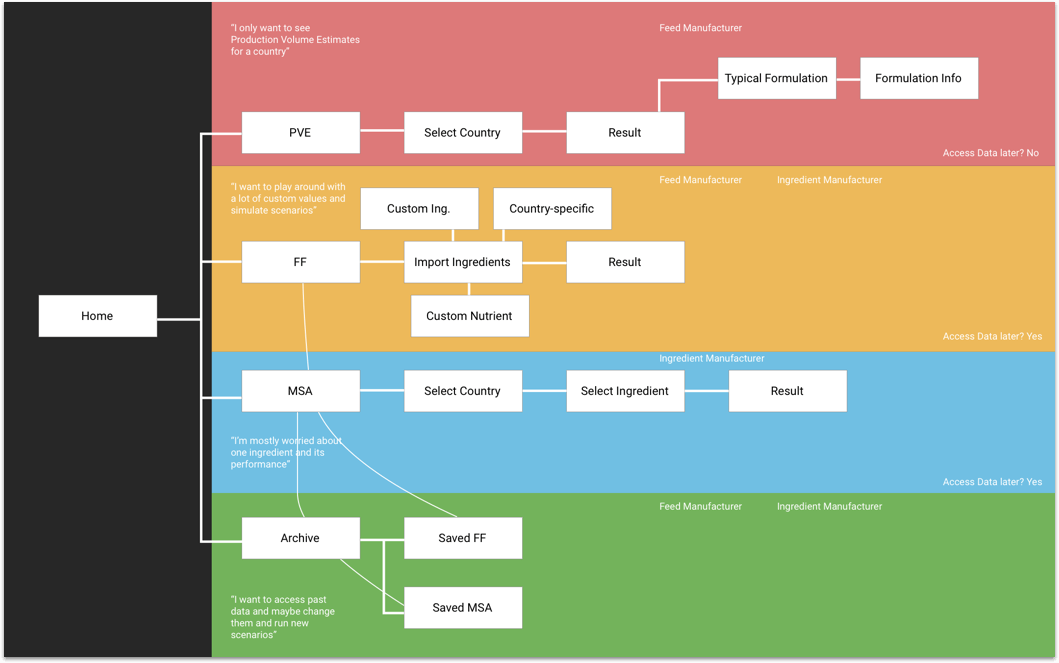 “I only want to see
Production Volume Estimates
for a country”
Feed Manufacturer
Typical Formulation
Formulation Info
PVE
Select Country
Result
Access Data later? No
“I want to play around with
a lot of custom values and
simulate scenarios”
Feed Manufacturer
Ingredient Manufacturer
Custom Ing.
Country-specific
FF
Import Ingredients
Result
Custom Nutrient
Home
Access Data later? Yes
Ingredient Manufacturer
MSA
Select Country
Select Ingredient
Result
“I'm mostly worried about
one ingredient and its
performance”
Access Data later? Yes
Feed Manufacturer
Ingredient Manufacturer
Archive
Saved FF
Saved MSA
“I want to access past
data and maybe change
them and run new
scenarios”